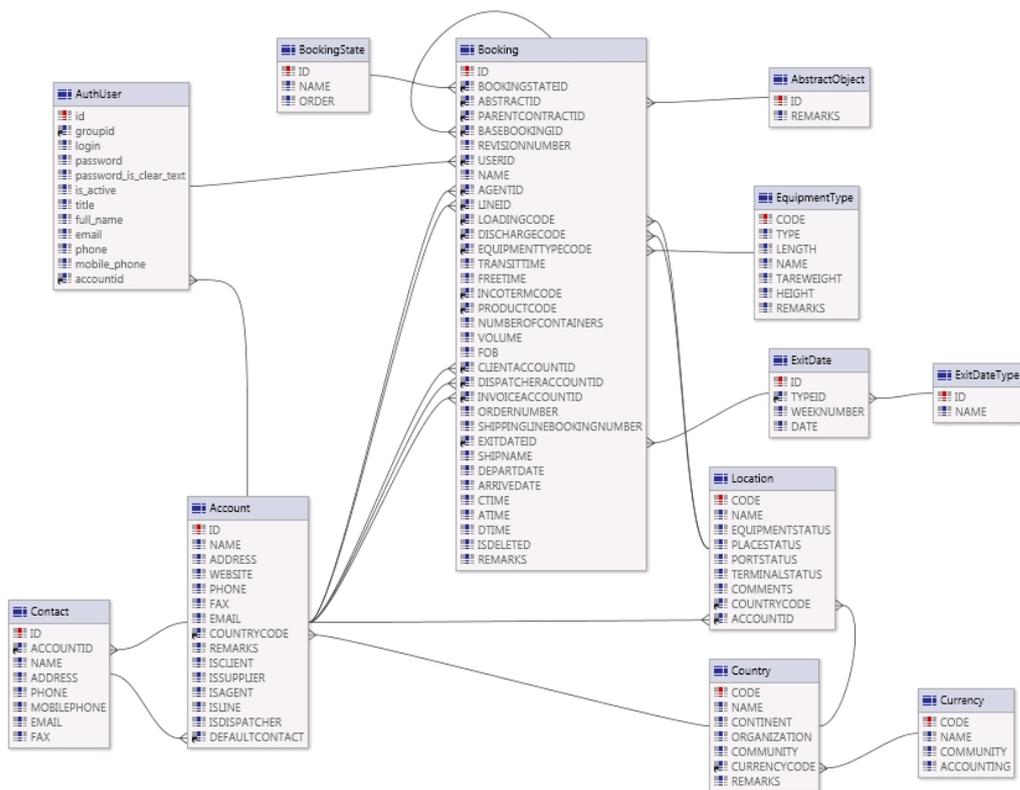 BookingState
ID
NAME
ORDER
AuthUser
id
groupid
login
password
password_is_clear_text
is_active
title
full_name
email
phone
mobile_phone
accountid
Booking
ID
BOOKINGSTATEID
ABSTRACTID
PARENTCONTRACTID
BASEBOOKINGID
REVISIONNUMBER
USERID
NAME
AGENTID
LINEID
LOADINGCODE
DISCHARGECODE
EQUIPMENTTYPECODE
TRANSITTIME
FREETIME
INCOTERMCODE
PRODUCTCODE
NUMBEROFCONTAINERS
VOLUME
FOB
CLIENTACCOUNTID
DISPATCHERACCOUNTID
INVOICEACCOUNTID
ORDERNUMBER
SHIPPINGLINEBOOKINGNUMBER
EXITDATEID
SHIPNAME
DEPARTDATE
ARRIVEDATE
CTIME
ATIME
DTIME
ISDELETED
REMARKS
AbstractObject
ID
REMARKS
EquipmentType
CODE
TYPE
LENGTH
NAME
TAREWEIGHT
HEIGHT
REMARKS
ExitDate
ID
TYPEID
WEEKNUMBER
DATE
ExitDateType
ID
NAME
Location
CODE
NAME
EQUIPMENTSTATUS
PLACESTATUS
PORTSTATUS
TERMINALSTATUS
COMMENTS
COUNTRYCODE
ACCOUNTID
Account
ID
NAME
ADDRESS
WEBSITE
PHONE
FAX
EMAIL
COUNTRYCODE
REMARKS
ISCLIENT
ISSUPPLIER
ISAGENT
ISLINE
ISDISPATCHER
DEFAULTCONTACT
Contact
ID
ACCOUNTID
NAME
ADDRESS
PHONE
MOBILEPHONE
EMAIL
FAX
Country
CODE
NAME
CONTINENT
ORGANIZATION
COMMUNITY
CURRENCYCODE
REMARKS
Currency
CODE
NAME
COMMUNITY
ACCOUNTING